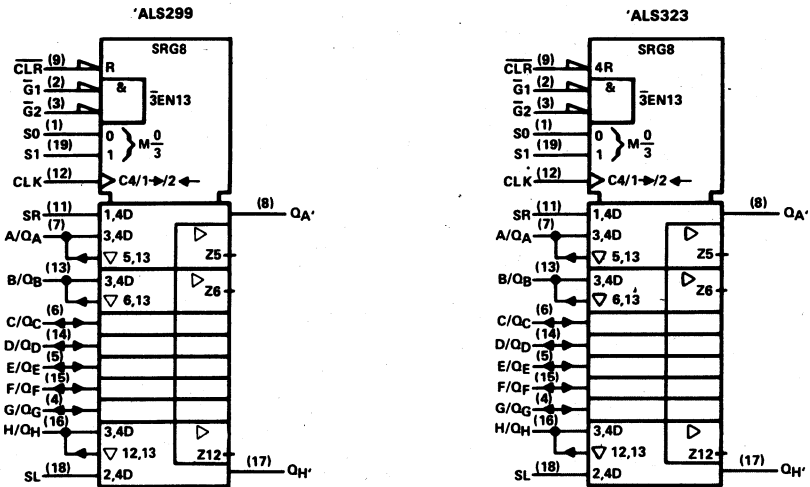 'ALS299
SRG8
CLR (9) R
G1 (2) &
3EN13
G2 (3)
S0 (1) 0
M 0/3
S1 (19) 1
CLK (12) C4/1→/2←
SR (11) 1,4D
(8) QA'
A/QA (7) 3,4D ▷
▽ 5,13 Z5
B/QB (13) 3,4D ▷
▽ 6,13 Z6
C/QC (6)
D/QD (14)
E/QE (5)
F/QF (15)
G/QG (4)
H/QH (16) 3,4D ▷
▽ 12,13 Z12
(17) QH'
SL (18) 2,4D
'ALS323
SRG8
CLR (9) 4R
G1 (2) &
3EN13
G2 (3)
S0 (1) 0
M 0/3
S1 (19) 1
CLK (12) C4/1→/2←
SR (11) 1,4D
(8) QA'
A/QA (7) 3,4D ▷
▽ 5,13 Z5
B/QB (13) 3,4D ▷
▽ 6,13 Z6
C/QC (6)
D/QD (14)
E/QE (5)
F/QF (15)
G/QG (4)
H/QH (16) 3,4D ▷
▽ 12,13 Z12
(17) QH'
SL (18) 2,4D